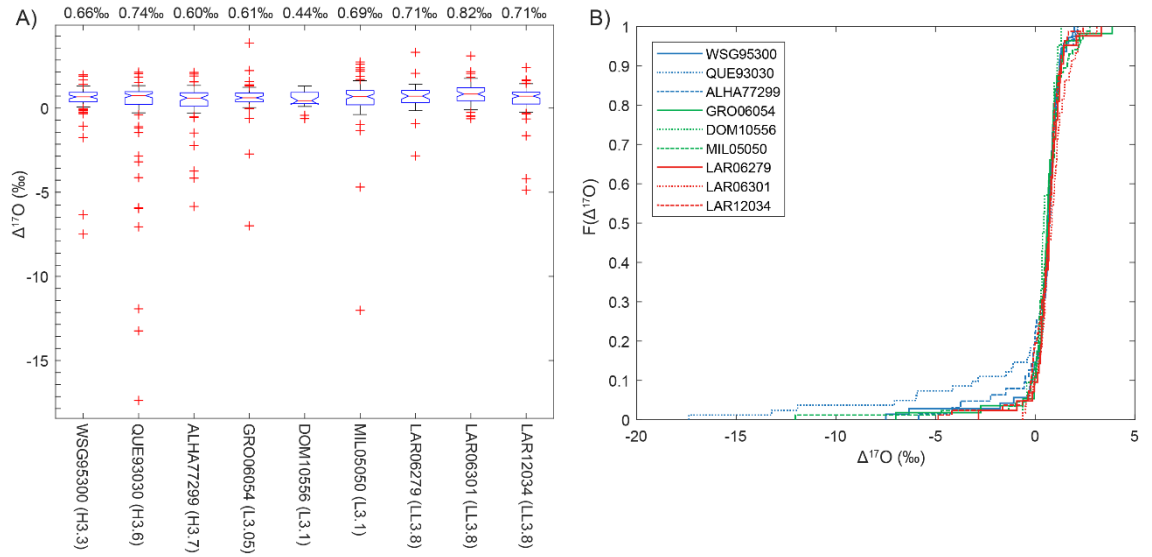 A)
0.66‰ 0.74‰ 0.60‰ 0.61‰ 0.44‰ 0.69‰ 0.71‰ 0.82‰ 0.71‰
0
-5
-10
-15
Δ¹⁷O (‰)
WSG95300 (H3.3)
QUE93030 (H3.6)
ALHA77299 (H3.7)
GRO06054 (L3.05)
DOM10556 (L3.1)
MIL05050 (L3.1)
LAR06279 (LL3.8)
LAR06301 (LL3.8)
LAR12034 (LL3.8)
B)
1
0.9
0.8
0.7
0.6
0.5
0.4
0.3
0.2
0.1
0
F(Δ¹⁷O)
WSG95300
QUE93030
ALHA77299
GRO06054
DOM10556
MIL05050
LAR06279
LAR06301
LAR12034
-20 -15 -10 -5 0 5
Δ¹⁷O (‰)